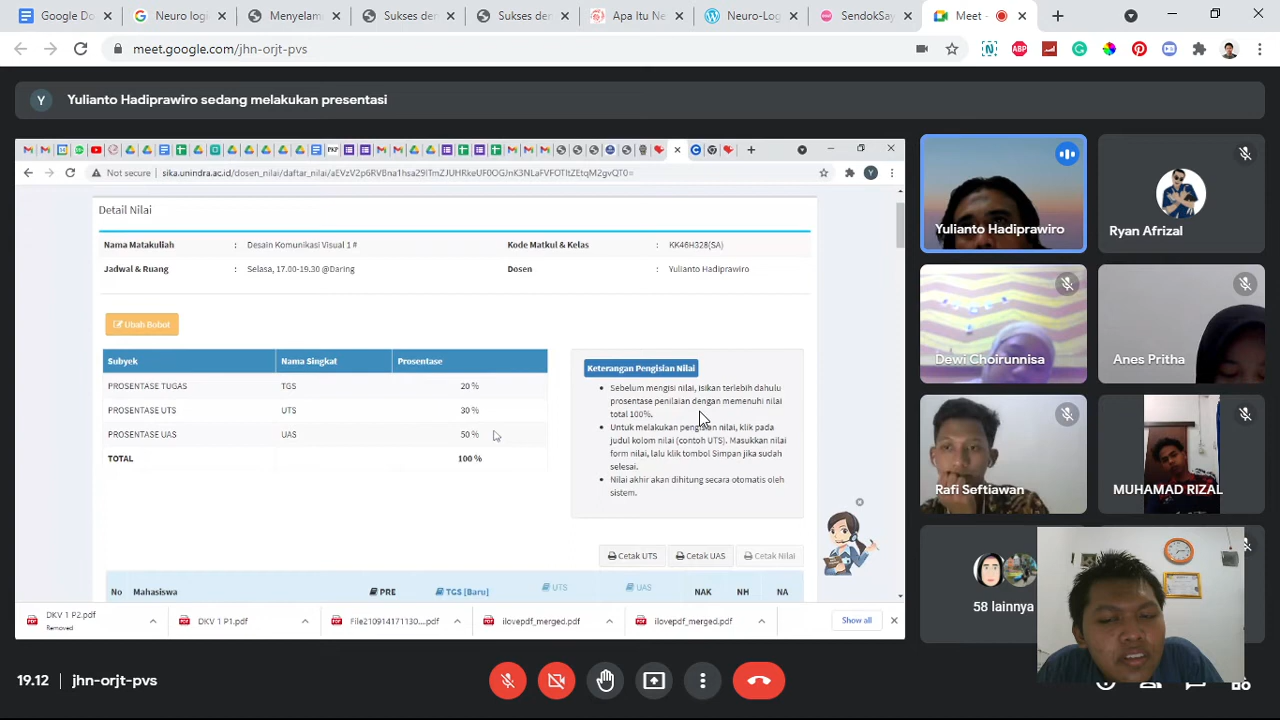 Google Do
Neuro logi
Menyelam
Sukses den
Sukses den
Apa Itu Ne
Neuro-Log
SendokSay
Meet -
meet.google.com/jhn-orjt-pvs
Y Yulianto Hadiprawiro sedang melakukan presentasi
PKP
Not secure sika.unindra.ac.id/dosen_nilai/daftar_nilai/
Y
Detail Nilai
Nama Matakuliah : Desain Komunikasi Visual 1 #
Kode Matkul & Kelas : KK46H328(SA)
Jadwal & Ruang : Selasa, 17.00-19.30 @Daring
Dosen : Yulianto Hadiprawiro
Ubah Bobot
Subyek Nama Singkat Prosentase
PROSENTASE TUGAS TGS 20 %
PROSENTASE UTS UTS 30 %
PROSENTASE UAS UAS 50 %
TOTAL 100 %
Keterangan Pengisian Nilai
Sebelum mengisi nilai, isikan terlebih dahulu
prosentase penilaian dengan memenuhi nilai
total 100%.
Untuk melakukan pengisian nilai, klik pada
judul kolom nilai (contoh UTS). Masukkan nilai
form nilai, lalu klik tombol Simpan jika sudah
selesai.
Nilai akhir akan dihitung secara otomatis oleh
sistem.
Cetak UTS
Cetak UAS
Cetak Nilai
No Mahasiswa PRE TGS [Baru] UTS UAS NAK NH NA
DKV 1 P2.pdf
Removed
DKV 1 P1.pdf
File210914171130....pdf
ilovepdf_merged.pdf
ilovepdf_merged.pdf
Show all
Yulianto Hadiprawiro
Ryan Afrizal
Dewi Choirunnisa
Anes Pritha
Rafi Seftiawan
MUHAMAD RIZAL
58 lainnya
19.12 | jhn-orjt-pvs